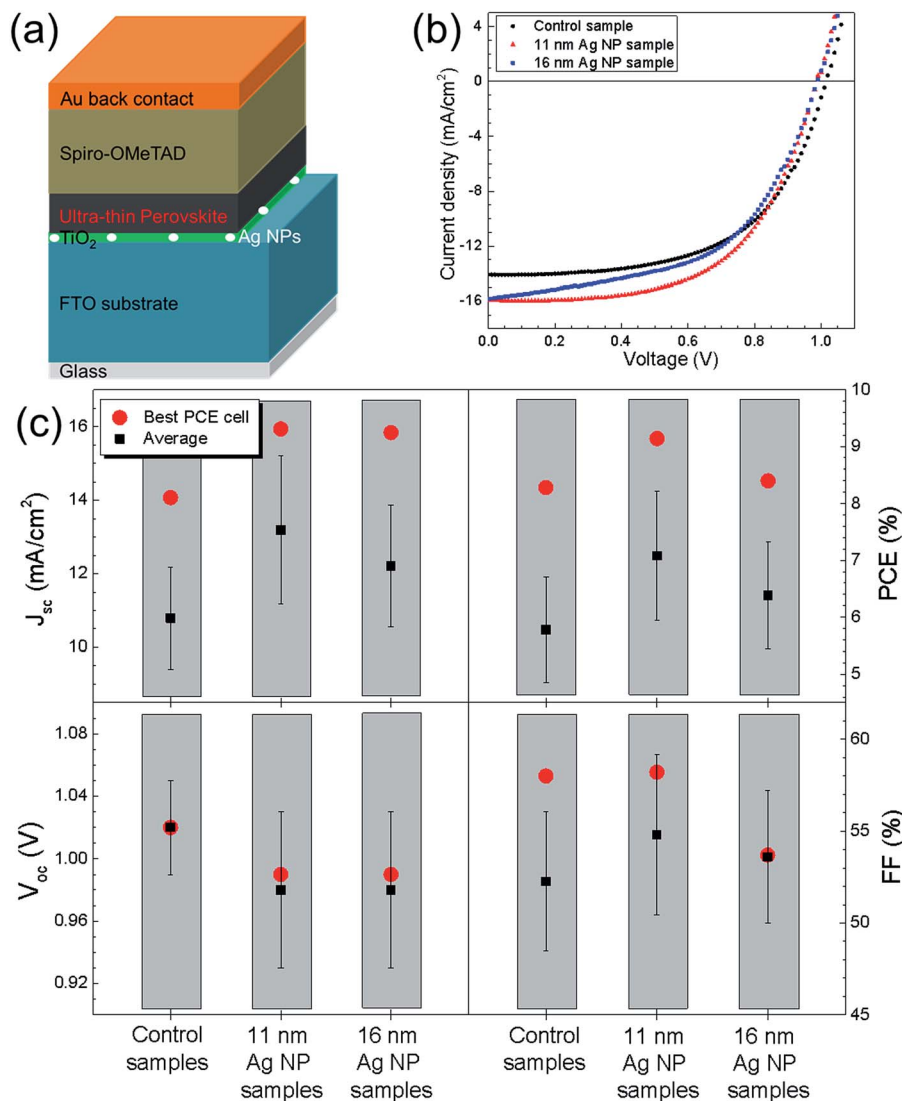 (a)
Au back contact
Spiro-OMeTAD
Ultra-thin Perovskite
TiO2
Ag NPs
FTO substrate
Glass
(b)
Control sample
11 nm Ag NP sample
16 nm Ag NP sample
4
0
-4
-8
-12
-16
Current density (mA/cm2)
0.0 0.2 0.4 0.6 0.8 1.0
Voltage (V)
(c)
Best PCE cell
Average
16
14
12
10
Jsc (mA/cm2)
10
9
8
7
6
5
PCE (%)
1.08
1.04
1.00
0.96
0.92
Voc (V)
60
55
50
45
FF (%)
Control
samples
11 nm
Ag NP
samples
16 nm
Ag NP
samples
Control
samples
11 nm
Ag NP
samples
16 nm
Ag NP
samples